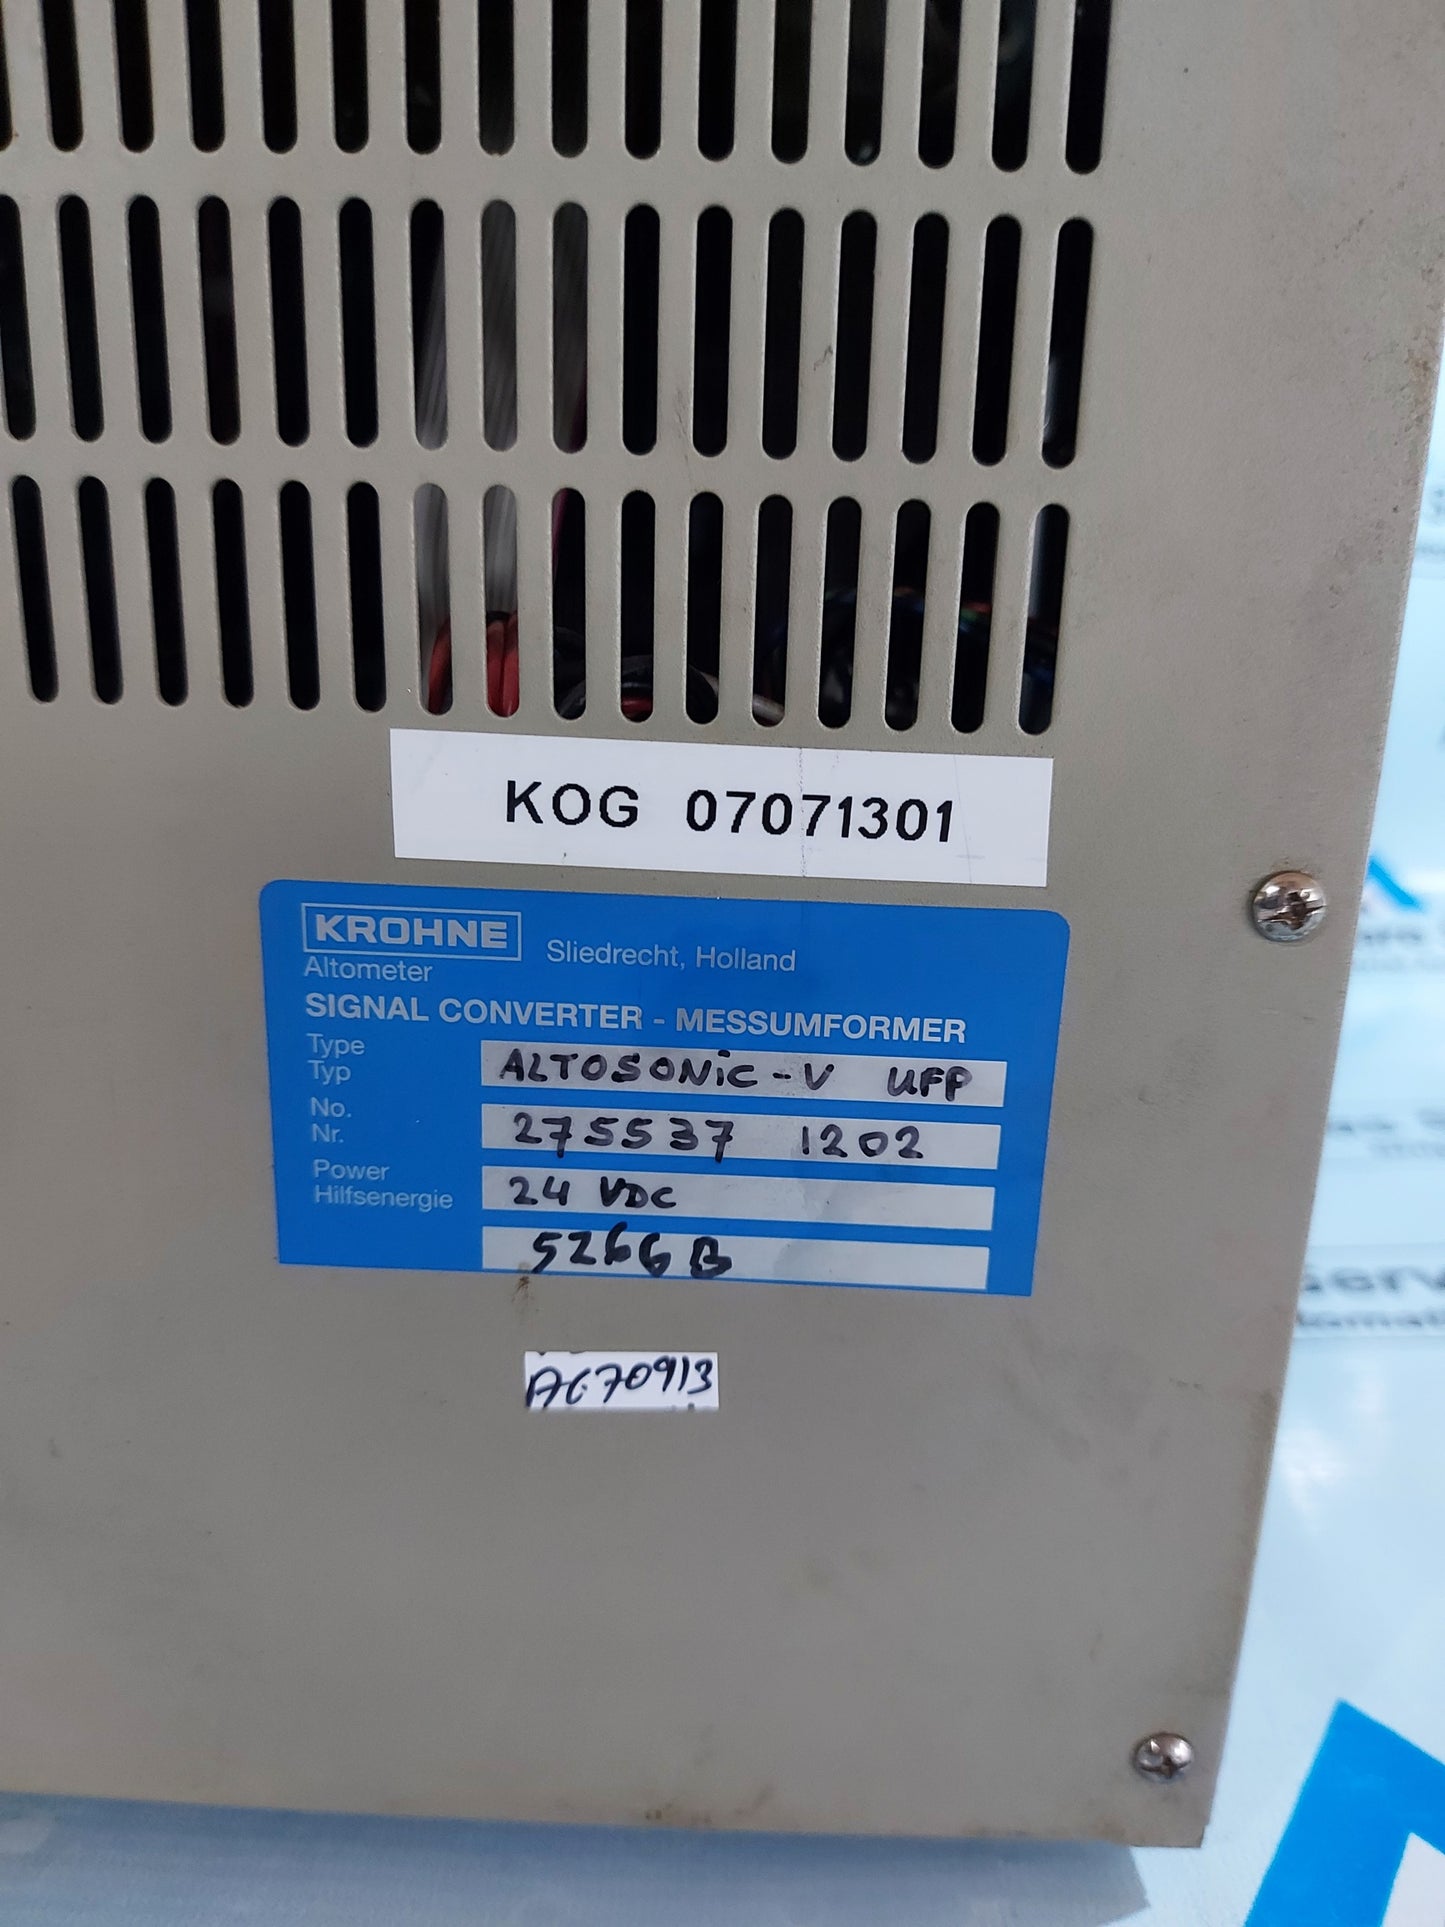 KOG 07071301
KROHNE
Sliedrecht, Holland
Altometer
SIGNAL CONVERTER - MESSUMFORMER
Type ALTOSONiC-V UFP
Typ
No. 275537 1202
Nr.
Power 24 VDC
Hilfsenergie
5266 B
A670913